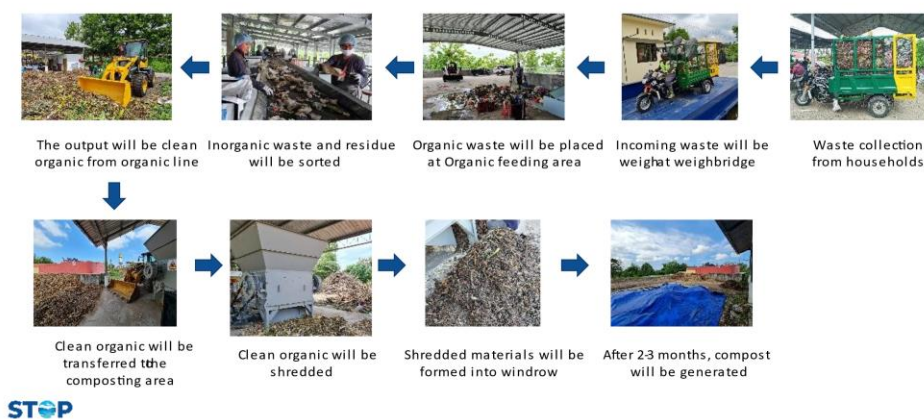 The output will be clean
organic from organic line
Inorganic waste and residue
will be sorted
Organic waste will be placed
at Organic feeding area
Incoming waste will be
weighat weighbridge
Waste collection
from households
Clean organic will be
transferred to the
composting area
Clean organic will be
shredded
Shredded materials will be
formed into windrow
After 2-3 months, compost
will be generated
STOP